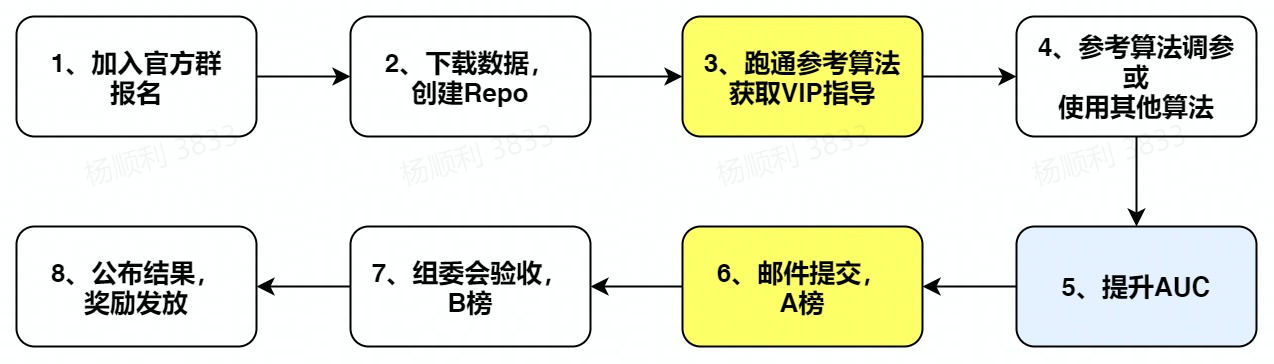 1、加入官方群
报名
2、下载数据，
创建Repo
3、跑通参考算法
获取VIP指导
4、参考算法调参
或
使用其他算法
杨顺利 3833
杨顺利 3833
杨顺利 3833
杨顺利 3833
5、提升AUC
6、邮件提交，
A榜
7、组委会验收，
B榜
8、公布结果，
奖励发放